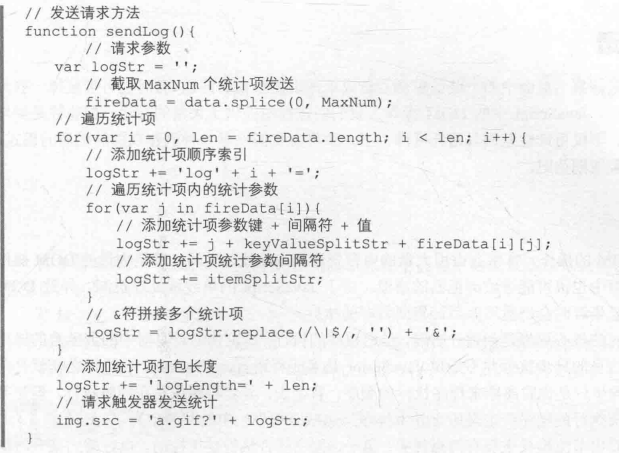 // 发送请求方法
function sendLog(){
// 请求参数
var logStr = '';
// 截取 MaxNum 个统计项发送
fireData = data.splice(0, MaxNum);
// 遍历统计项
for(var i = 0, len = fireData.length; i < len; i++){
// 添加统计项顺序索引
logStr += 'log' + i + '=';
// 遍历统计项内的统计参数
for(var j in fireData[i]){
// 添加统计项参数键 + 间隔符 + 值
logStr += j + keyValueSplitStr + fireData[i][j];
// 添加统计项统计参数间隔符
logStr += itemSplitStr;
}
// &符拼接多个统计项
logStr = logStr.replace(/\|$/, '') + '&';
}
// 添加统计项打包长度
logStr += 'logLength=' + len;
// 请求触发器发送统计
img.src = 'a.gif?' + logStr;
}